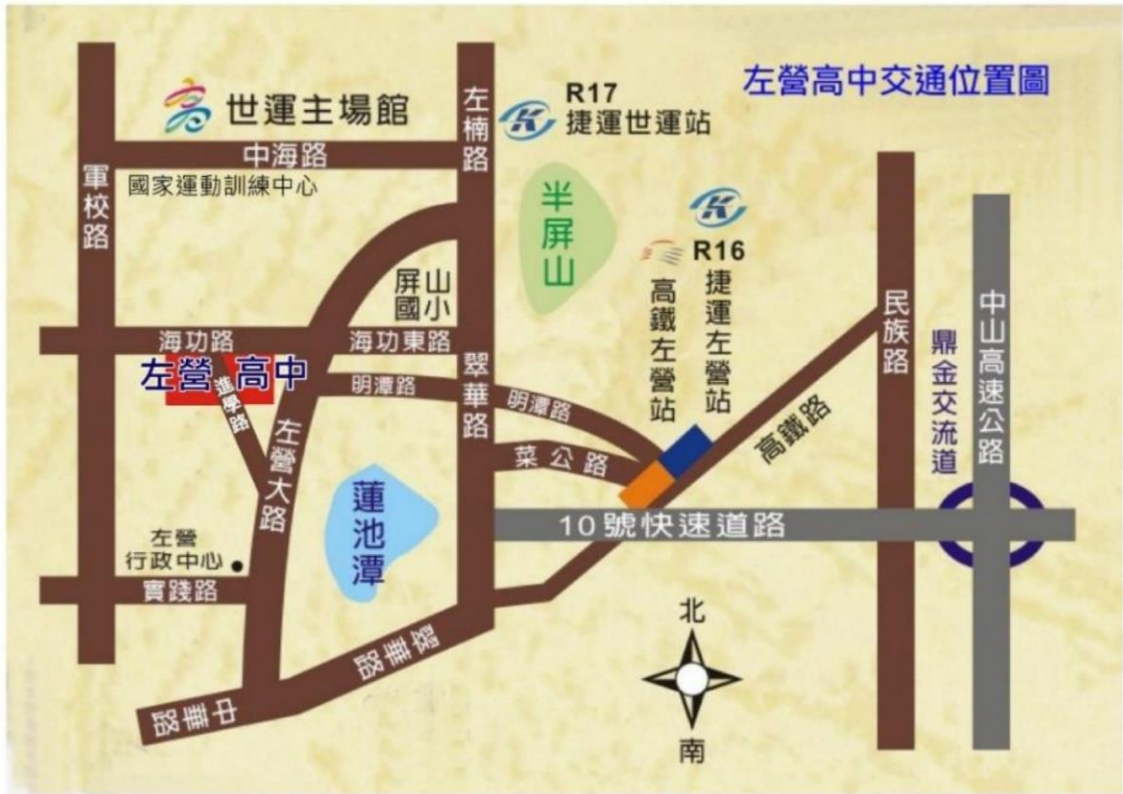 左營高中交通位置圖
世運主場館
R17
捷運世運站
左楠路
中海路
國家運動訓練中心
軍校路
半屏山
R16
捷運左營站
高鐵左營站
屏山
國小
民族路
中山高速公路
鼎金交流道
海功路
海功東路
左營高中
進學路
明潭路
明潭路
翠華路
菜公路
高鐵路
左營大路
蓮池潭
10號快速道路
左營
行政中心
實踐路
翠華路
中華路
北
南